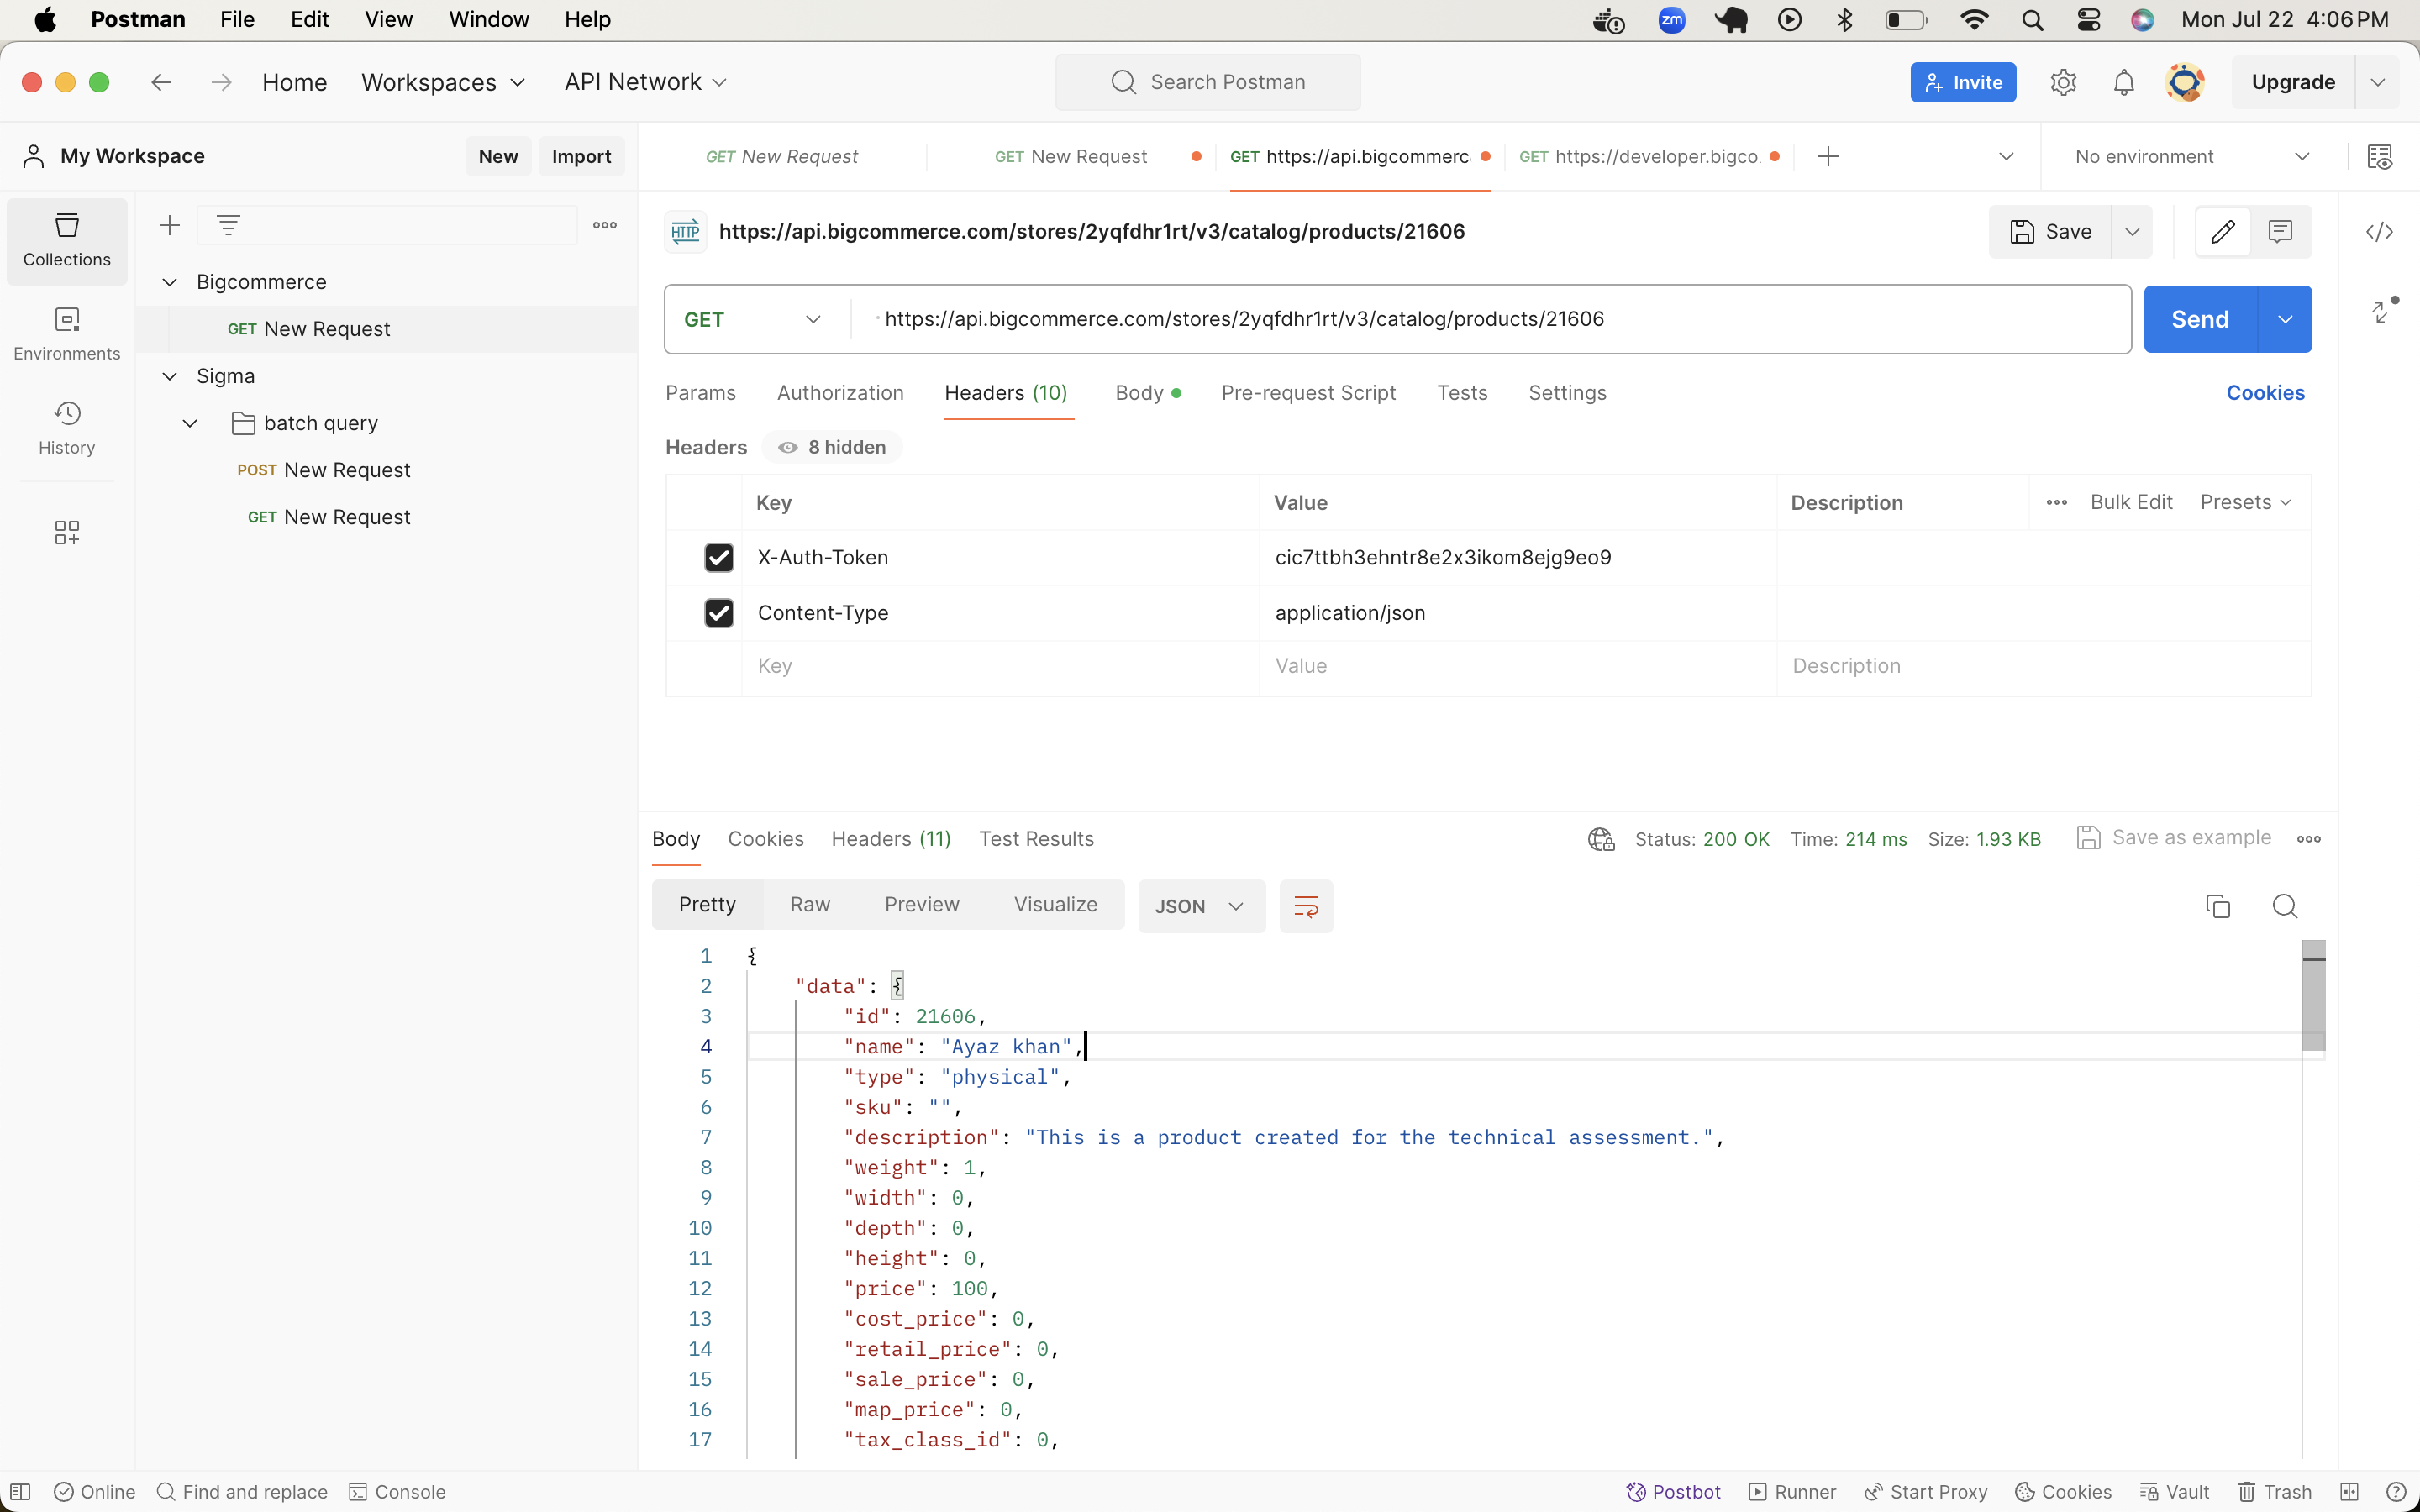 Postman File Edit View Window Help zm Mon Jul 22 4:06 PM
Home Workspaces API Network Search Postman Invite Upgrade
My Workspace New Import GET New Request GET New Request GET https://api.bigcommerc GET https://developer.bigco. No environment
Collections
Environments
History
Bigcommerce
GET New Request
Sigma
batch query
POST New Request
GET New Request
HTTP https://api.bigcommerce.com/stores/2yqfdhr1rt/v3/catalog/products/21606 Save
GET https://api.bigcommerce.com/stores/2yqfdhr1rt/v3/catalog/products/21606 Send
Params Authorization Headers (10) Body Pre-request Script Tests Settings Cookies
Headers 8 hidden
Key Value Description Bulk Edit Presets
X-Auth-Token cic7ttbh3ehntr8e2x3ikom8ejg9eo9
Content-Type application/json
Key Value Description
Body Cookies Headers (11) Test Results Status: 200 OK Time: 214 ms Size: 1.93 KB Save as example
Pretty Raw Preview Visualize JSON
1 {
2 "data": {
3 "id": 21606,
4 "name": "Ayaz khan",
5 "type": "physical",
6 "sku": "",
7 "description": "This is a product created for the technical assessment.",
8 "weight": 1,
9 "width": 0,
10 "depth": 0,
11 "height": 0,
12 "price": 100,
13 "cost_price": 0,
14 "retail_price": 0,
15 "sale_price": 0,
16 "map_price": 0,
17 "tax_class_id": 0,
Online Find and replace Console Postbot Runner Start Proxy Cookies Vault Trash